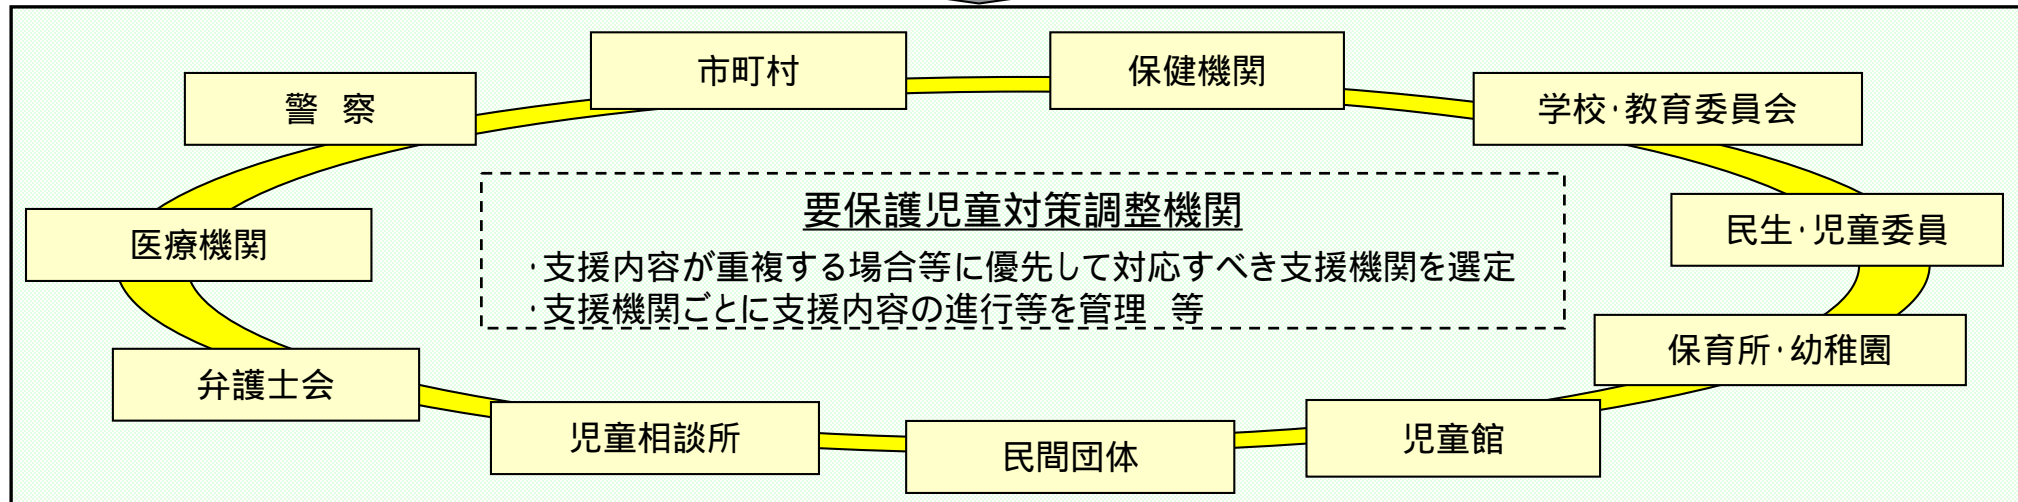 市町村
保健機関
警　察
学校・教育委員会
要保護児童対策調整機関
・支援内容が重複する場合等に優先して対応すべき支援機関を選定
・支援機関ごとに支援内容の進行等を管理　等
医療機関
民生・児童委員
弁護士会
保育所・幼稚園
児童相談所
民間団体
児童館